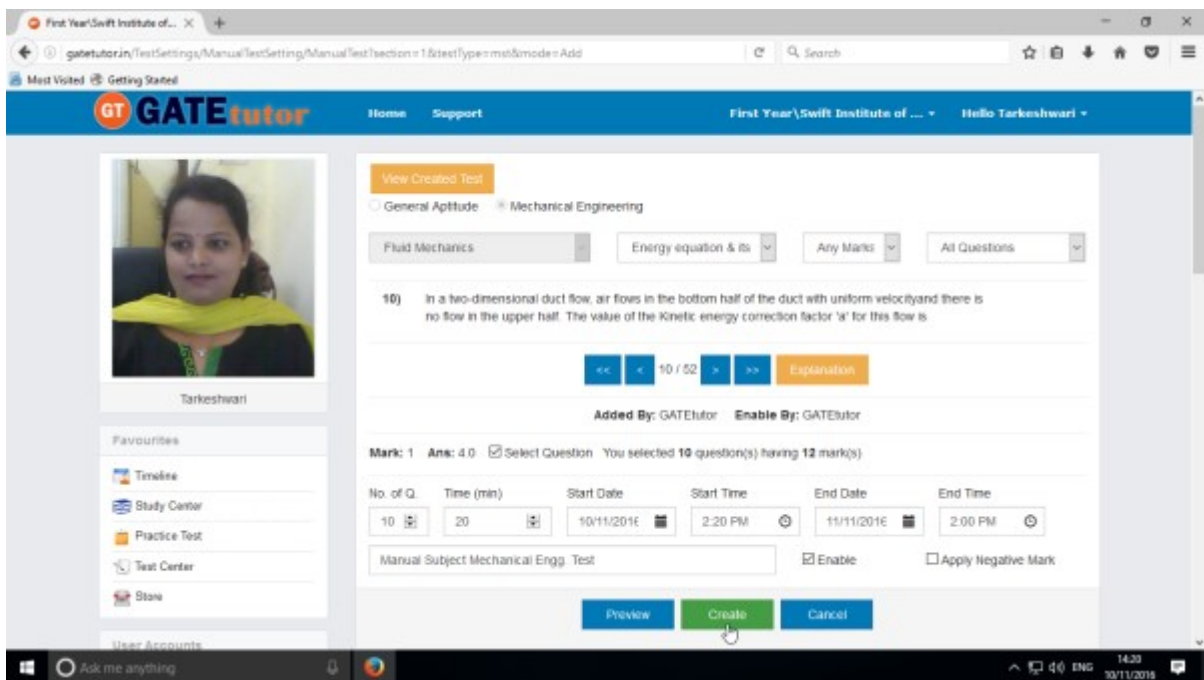 First Year\Swift Institute of...
gatetutor.in/TestSettings/ManualTestSetting/ManualTest?section=1&testType=mst&mode=Add
Search
Most Visited Getting Started
GT GATEtutor
Home Support First Year\Swift Institute of .... Hello Tarkeshwari
View Created Test
General Aptitude Mechanical Engineering
Fluid Mechanics Energy equation & its Any Marks All Questions
10) In a two-dimensional duct flow, air flows in the bottom half of the duct with uniform velocityand there is
no flow in the upper half. The value of the Kinetic energy correction factor 'a' for this flow is
<< < 10 / 52 > >> Explanation
Tarkeshwari
Added By: GATEtutor Enable By: GATEtutor
Favourites
Mark: 1 Ans: 4.0 Select Question You selected 10 question(s) having 12 mark(s)
Timeline
Study Center
Practice Test
Test Center
Store
User Accounts
No. of Q. Time (min) Start Date Start Time End Date End Time
10 20 10/11/2016 2:20 PM 11/11/2016 2:00 PM
Manual Subject Mechanical Engg. Test Enable Apply Negative Mark
Preview Create Cancel
Ask me anything ENG 14:20
10/11/2016